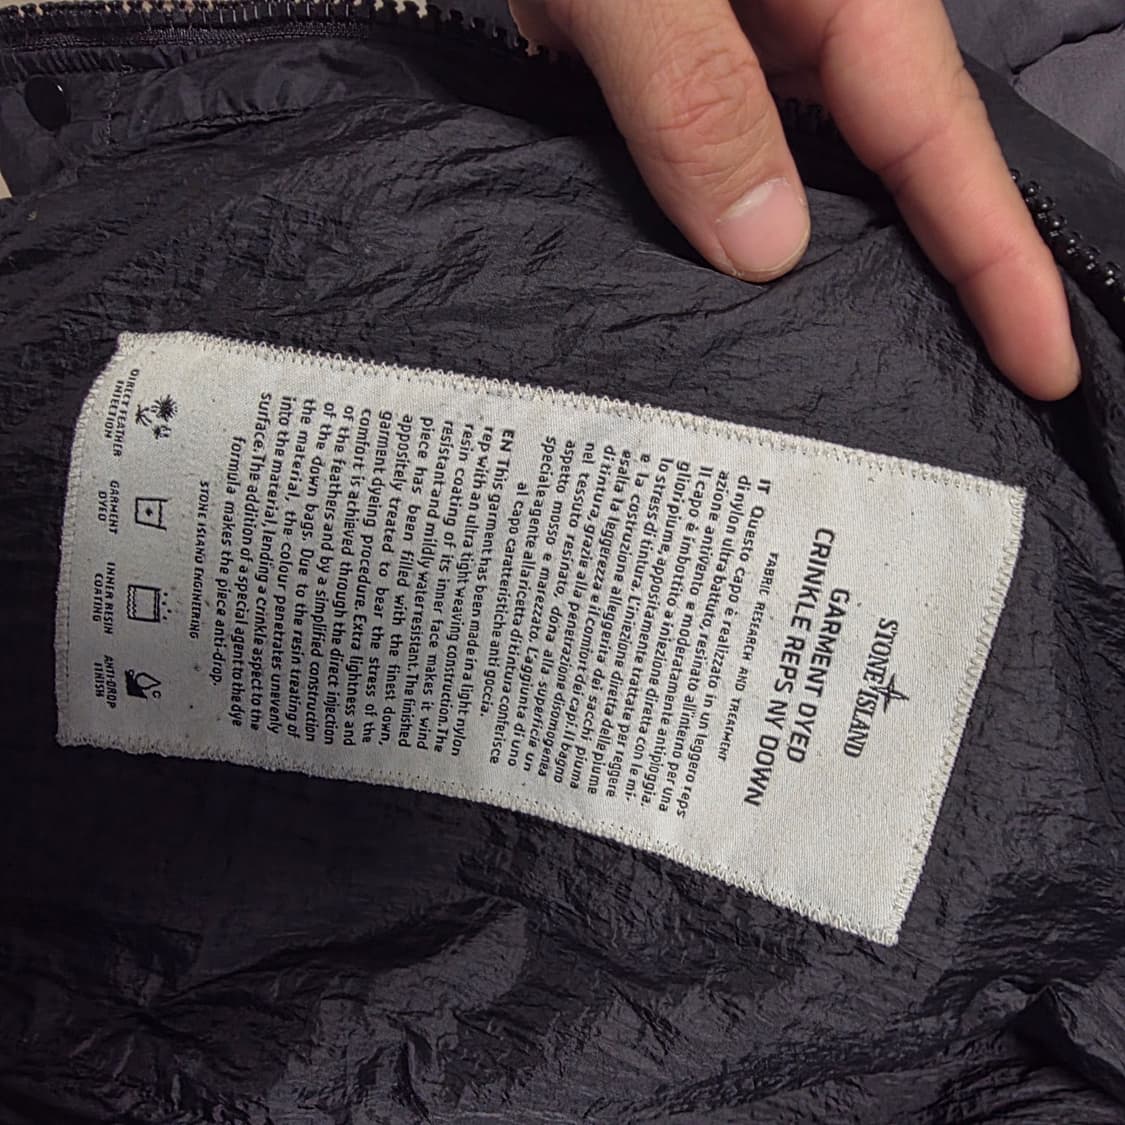 STONE ISLAND
GARMENT DYED
CRINKLE REPS NY DOWN
FABRIC RESEARCH AND TREATMENT
IT Questo capo è realizzato in un leggero reps
di nylon ultra battuto, resinato all'interno per una
azione antivento e moderatamente antipioggia.
Il capo è imbottito a iniezione diretta con le mi-
gliori piume, appositamente trattate per reggere
lo stress di tintura. L'iniezione diretta delle piume
e la costruzione alleggerita dei sacchi piuma
esalta la leggerezza e il comfort dei capi. Il bagno
di tintura, grazie alla penetrazione disomogenea
nel tessuto resinato, dona alla superficie un
aspetto mosso e marezzato. L'aggiunta di uno
speciale agente alla ricetta di tintura conferisce
al capo caratteristiche anti goccia.
EN This garment has been made in a light nylon
rep with an ultra tight weaving construction. The
resin coating of its inner face makes it wind
resistant and mildly water resistant. The finished
piece has been filled with the finest down,
appositely treated to bear the stress of the
garment dyeing procedure. Extra lightness and
comfort is achieved through the direct injection
of the feathers and by a simplified construction
of the down bags. Due to the resin treating of
the material, the colour penetrates unevenly
into the material, lending a crinkle aspect to the
surface. The addition of a special agent to the dye
formula makes the piece anti-drop.
STONE ISLAND ENGINEERING
DIRECT FEATHER
INJECTION
GARMENT
DYED
INNER RESIN
COATING
ANTI-DROP
FINISH